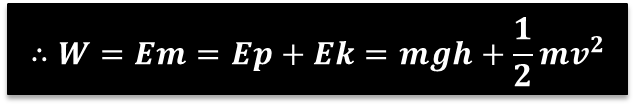 ∴ W = Em = Ep + Ek = mgh + 1/2 mv²